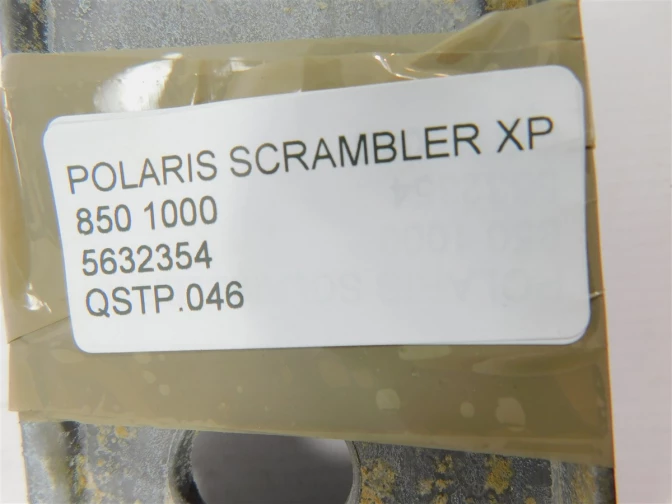 POLARIS SCRAMBLER XP
850 1000
5632354
QSTP.046